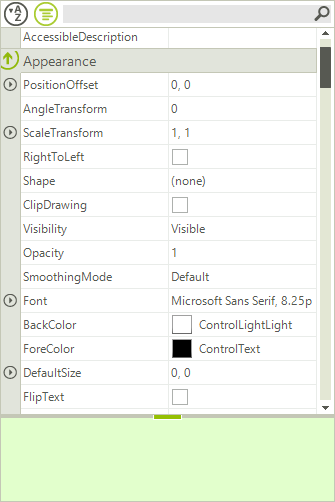 A
Z
AccessibleDescription
Appearance
PositionOffset 0, 0
AngleTransform 0
ScaleTransform 1, 1
RightToLeft
Shape (none)
ClipDrawing
Visibility Visible
Opacity 1
SmoothingMode Default
Font Microsoft Sans Serif, 8.25p
BackColor ControlLightLight
ForeColor ControlText
DefaultSize 0, 0
FlipText